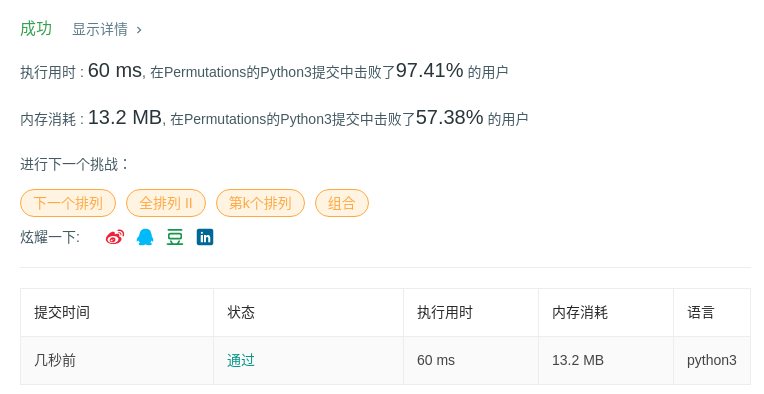 成功 显示详情 ›
执行用时 : 60 ms, 在Permutations的Python3提交中击败了97.41% 的用户
内存消耗 : 13.2 MB, 在Permutations的Python3提交中击败了57.38% 的用户
进行下一个挑战：
下一个排列 全排列 II 第k个排列 组合
炫耀一下: 豆 in
提交时间 状态 执行用时 内存消耗 语言
几秒前 通过 60 ms 13.2 MB python3